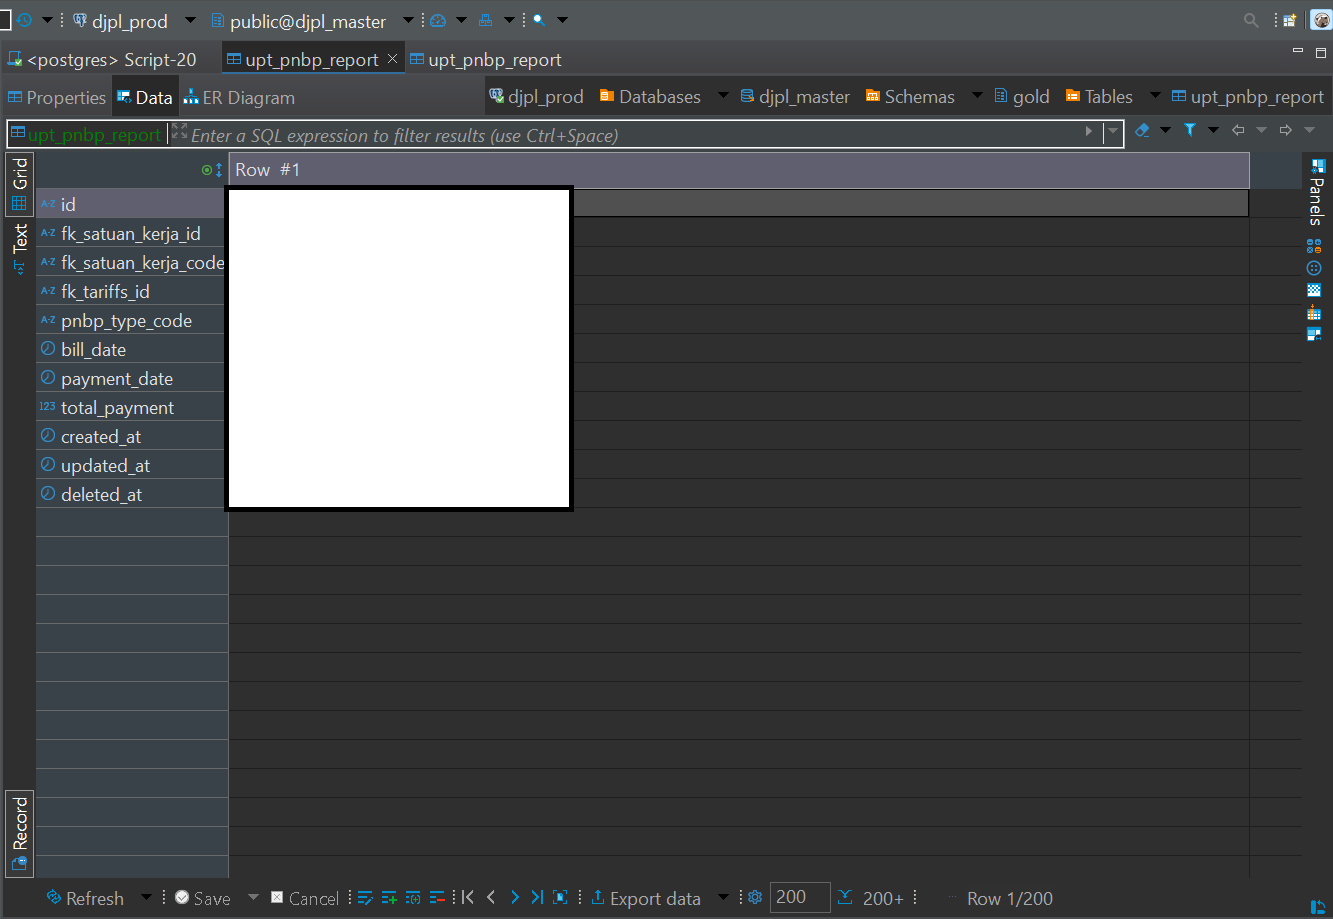 djpl_prod public@djpl_master
<postgres> Script-20 upt_pnbp_report upt_pnbp_report
Properties Data ER Diagram djpl_prod Databases djpl_master Schemas gold Tables upt_pnbp_report
upt_pnbp_report Enter a SQL expression to filter results (use Ctrl+Space)
Grid
Text
Record
Row #1
A-Z id
A-Z fk_satuan_kerja_id
A-Z fk_satuan_kerja_code
A-Z fk_tariffs_id
A-Z pnbp_type_code
bill_date
payment_date
123 total_payment
created_at
updated_at
deleted_at
Panels
Refresh Save Cancel Export data 200 200+ Row 1/200